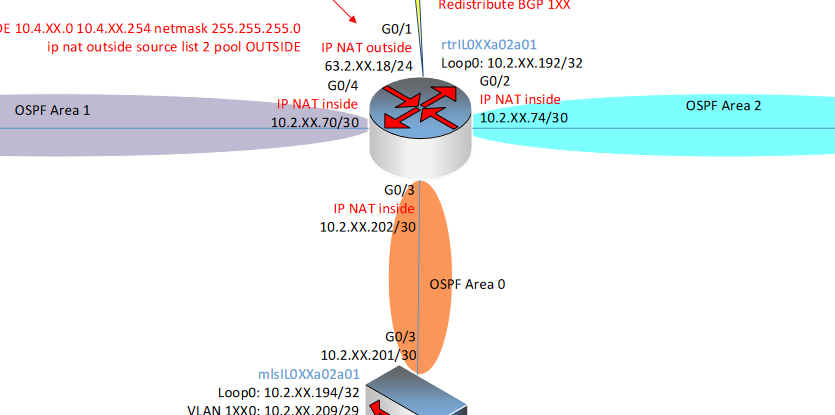 Redistribute BGP 1XX
10.4.XX.0 10.4.XX.254 netmask 255.255.255.0
ip nat outside source list 2 pool OUTSIDE
G0/1
IP NAT outside
63.2.XX.18/24
rtrIL0XXa02a01
Loop0: 10.2.XX.192/32
G0/4
IP NAT inside
10.2.XX.70/30
G0/2
IP NAT inside
10.2.XX.74/30
OSPF Area 1
OSPF Area 2
G0/3
IP NAT inside
10.2.XX.202/30
OSPF Area 0
G0/3
10.2.XX.201/30
mlsIL0XXa02a01
Loop0: 10.2.XX.194/32
VLAN 1XX0: 10.2.XX.209/29